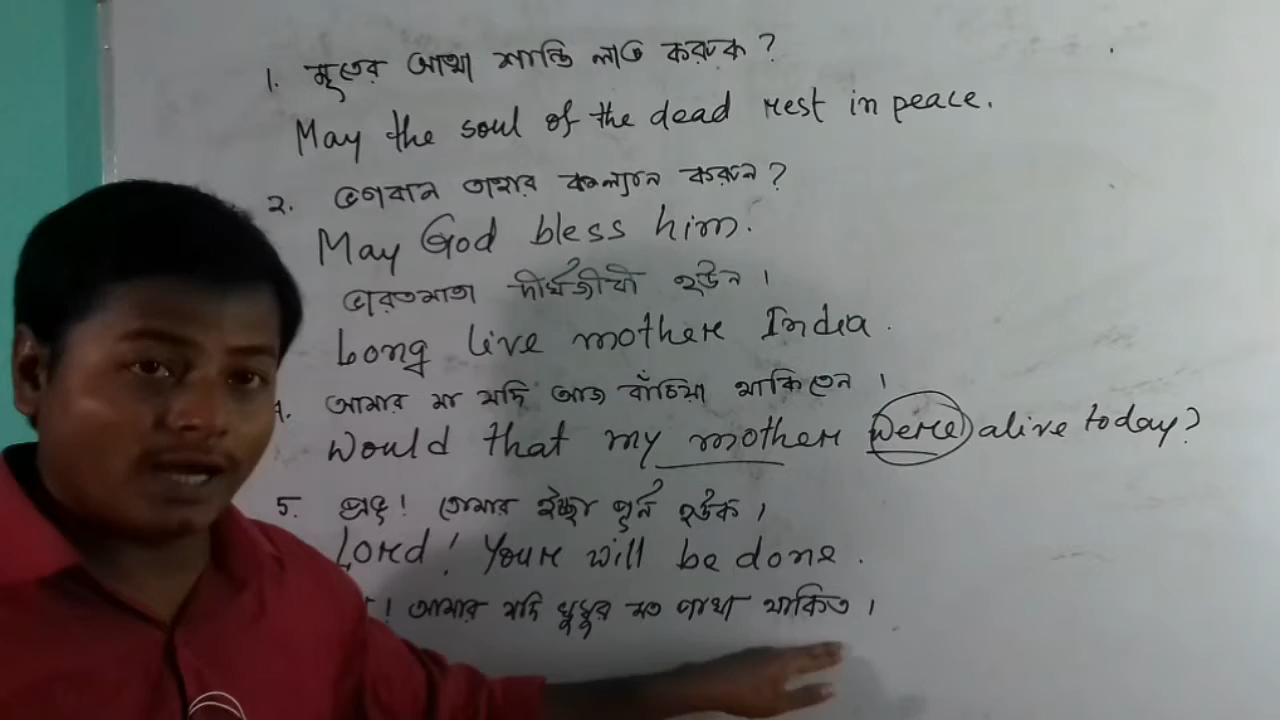 1. মৃতের আত্মা শান্তি লাভ করুক ?
May the soul of the dead rest in peace.
২. ভগবান তাহার কল্যান করুন ?
May God bless him.
ভারতমাতা দীর্ঘজীবী হউন ।
Long live mother India.
4. আমার মা যদি আজ বাঁচিয়া থাকিতেন ।
Would that my mother were alive today?
5. প্রভু! তোমার ইচ্ছা পূর্ন হউক ।
Lord! Your will be done.
! আমার যদি ঘুঘুর মত পাখা থাকিত ।